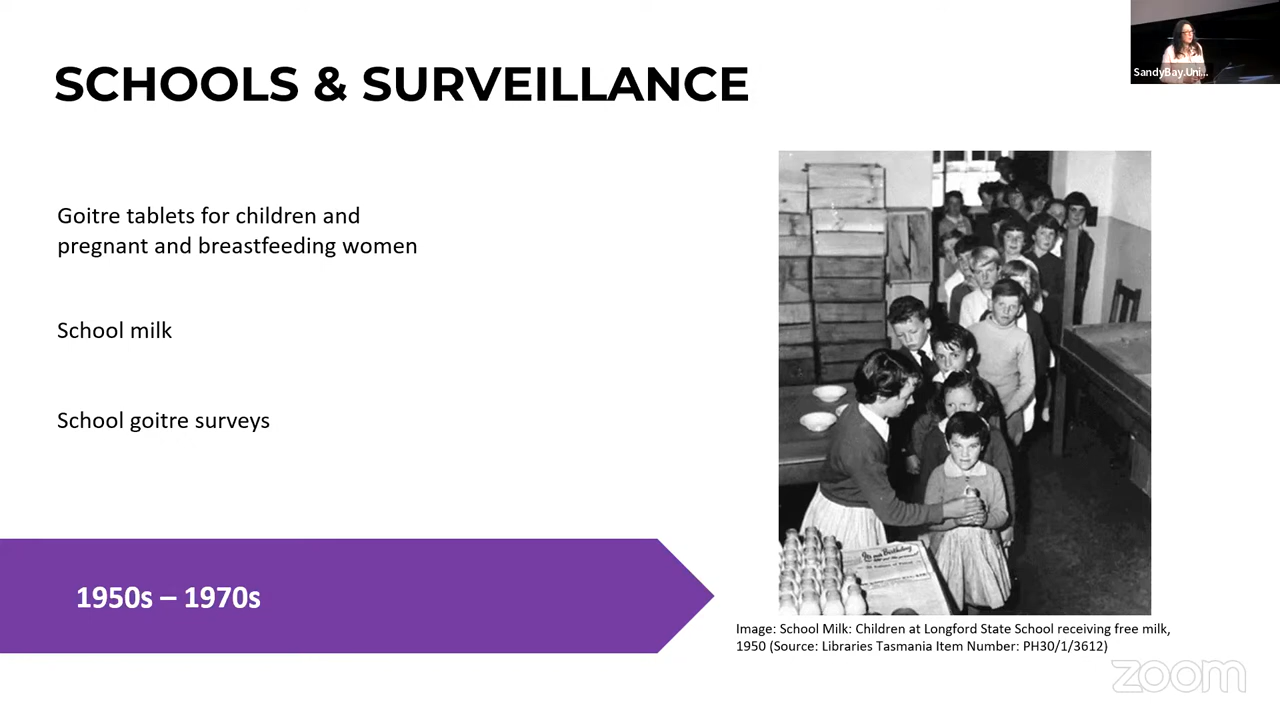 SCHOOLS & SURVEILLANCE
SandyBay.Uni...
Goitre tablets for children and
pregnant and breastfeeding women
School milk
School goitre surveys
1950s – 1970s
Image: School Milk: Children at Longford State School receiving free milk,
1950 (Source: Libraries Tasmania Item Number: PH30/1/3612)
zoom